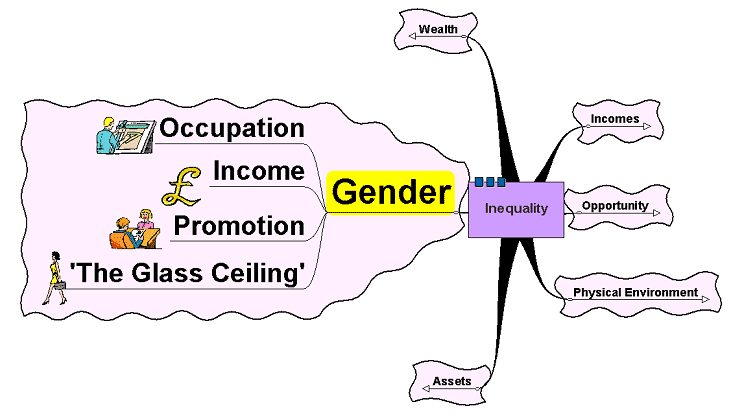 Wealth
Occupation
Income
£
Gender
Promotion
'The Glass Ceiling'
Inequality
Incomes
Opportunity
Physical Environment
Assets